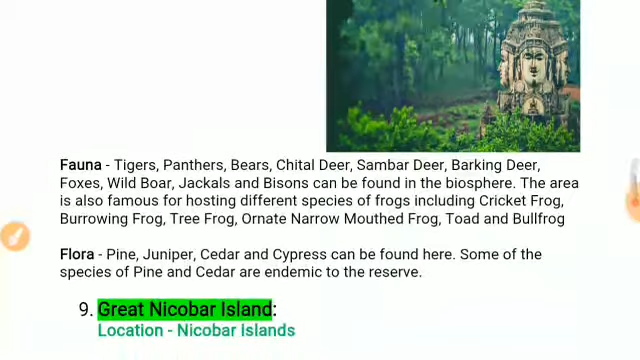 Fauna - Tigers, Panthers, Bears, Chital Deer, Sambar Deer, Barking Deer,
Foxes, Wild Boar, Jackals and Bisons can be found in the biosphere. The area
is also famous for hosting different species of frogs including Cricket Frog,
Burrowing Frog, Tree Frog, Ornate Narrow Mouthed Frog, Toad and Bullfrog
Flora - Pine, Juniper, Cedar and Cypress can be found here. Some of the
species of Pine and Cedar are endemic to the reserve.
9. Great Nicobar Island:
Location - Nicobar Islands